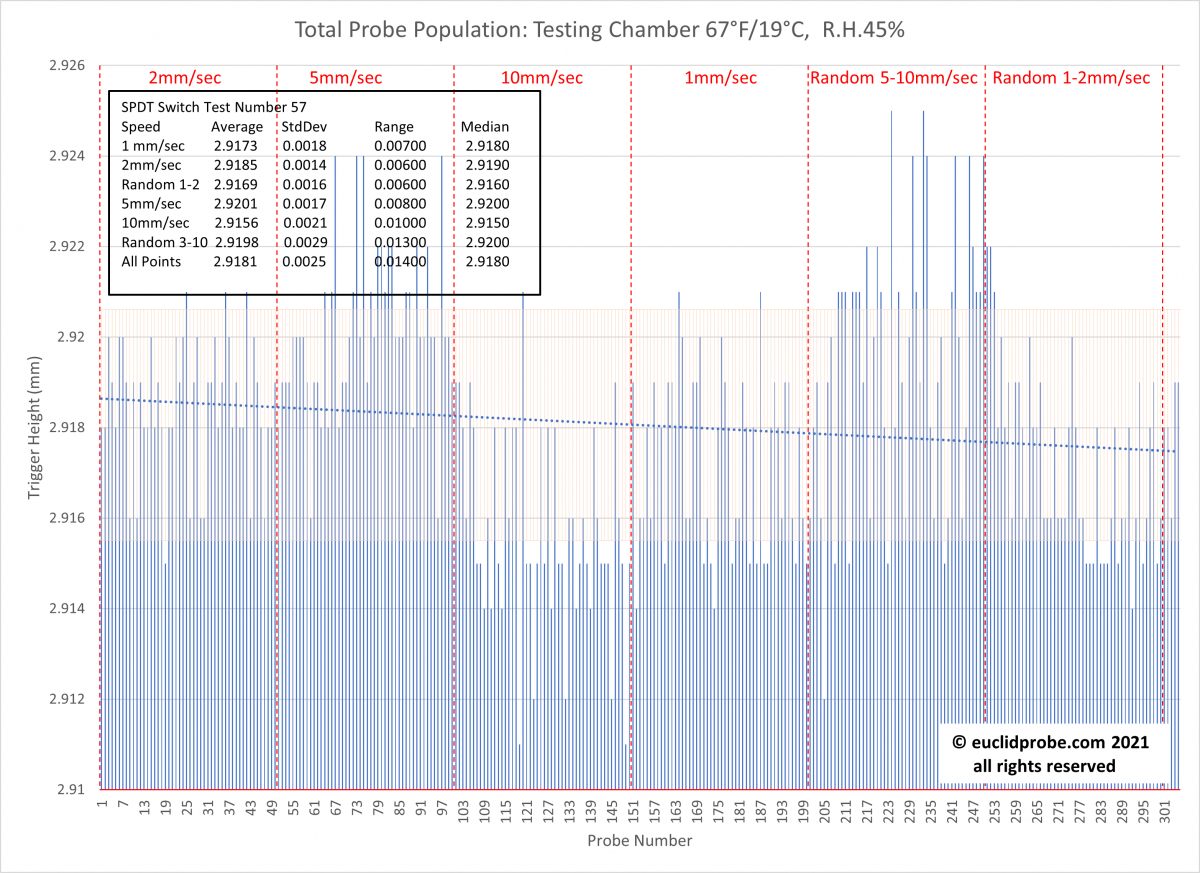 Total Probe Population: Testing Chamber 67°F/19°C, R.H.45%
2mm/sec 5mm/sec 10mm/sec 1mm/sec Random 5-10mm/sec Random 1-2mm/sec
SPDT Switch Test Number 57
Speed Average StdDev Range Median
1 mm/sec 2.9173 0.0018 0.00700 2.9180
2mm/sec 2.9185 0.0014 0.00600 2.9190
Random 1-2 2.9169 0.0016 0.00600 2.9160
5mm/sec 2.9201 0.0017 0.00800 2.9200
10mm/sec 2.9156 0.0021 0.01000 2.9150
Random 3-10 2.9198 0.0029 0.01300 2.9200
All Points 2.9181 0.0025 0.01400 2.9180
2.926
2.924
2.922
2.92
2.918
2.916
2.914
2.912
2.91
Trigger Height (mm)
© euclidprobe.com 2021
all rights reserved
1 7 13 19 25 31 37 43 49 55 61 67 73 79 85 91 97 103 109 115 121 127 133 139 145 151 157 163 169 175 181 187 193 199 205 211 217 223 229 235 241 247 253 259 265 271 277 283 289 295 301
Probe Number